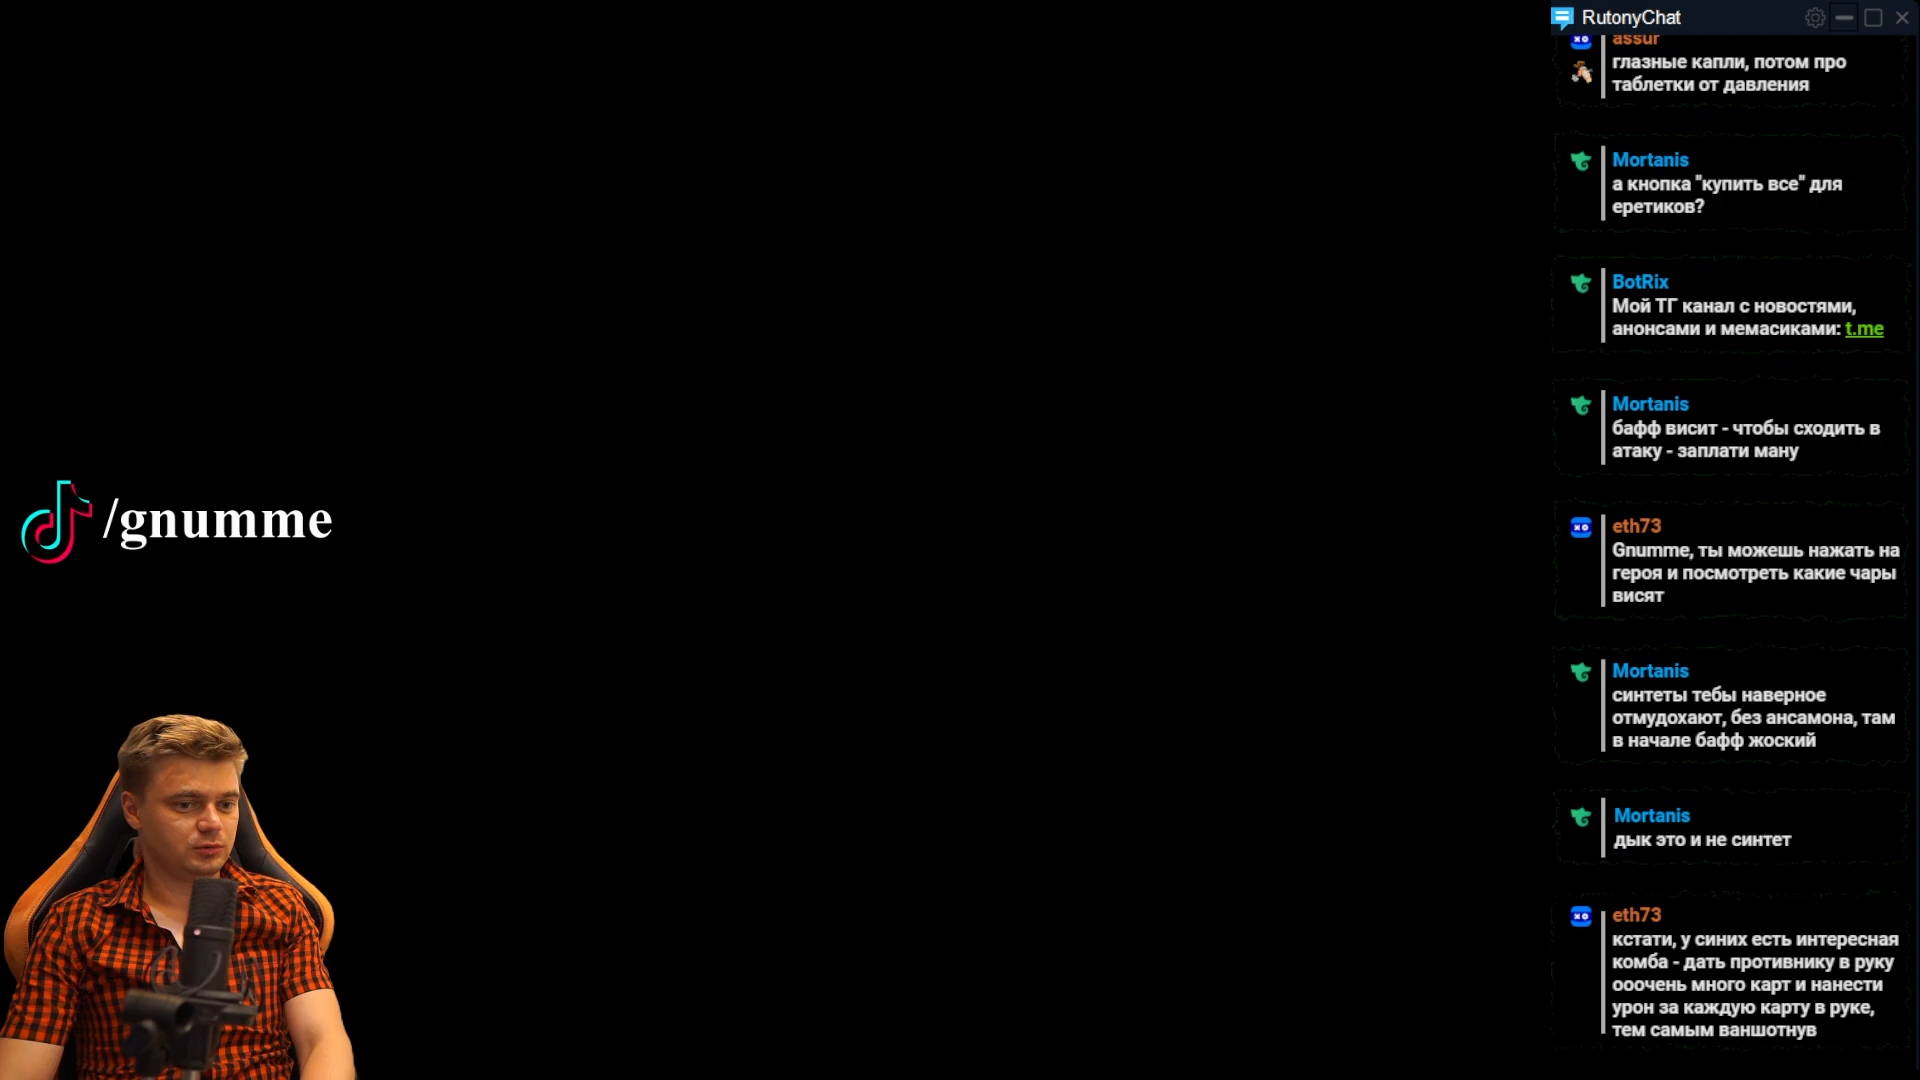 RutonyChat
assur
глазные капли, потом про
таблетки от давления
Mortanis
а кнопка "купить все" для
еретиков?
BotRix
Мой ТГ канал с новостями,
анонсами и мемасиками: t.me
Mortanis
бафф висит - чтобы сходить в
атаку - заплати ману
eth73
Gnumme, ты можешь нажать на
героя и посмотреть какие чары
висят
Mortanis
синтеты тебы наверное
отмудохают, без ансамона, там
в начале бафф жоский
Mortanis
дык это и не синтет
eth73
кстати, у синих есть интересная
комба - дать противнику в руку
ооочень много карт и нанести
урон за каждую карту в руке,
тем самым ваншотнув
/gnumme